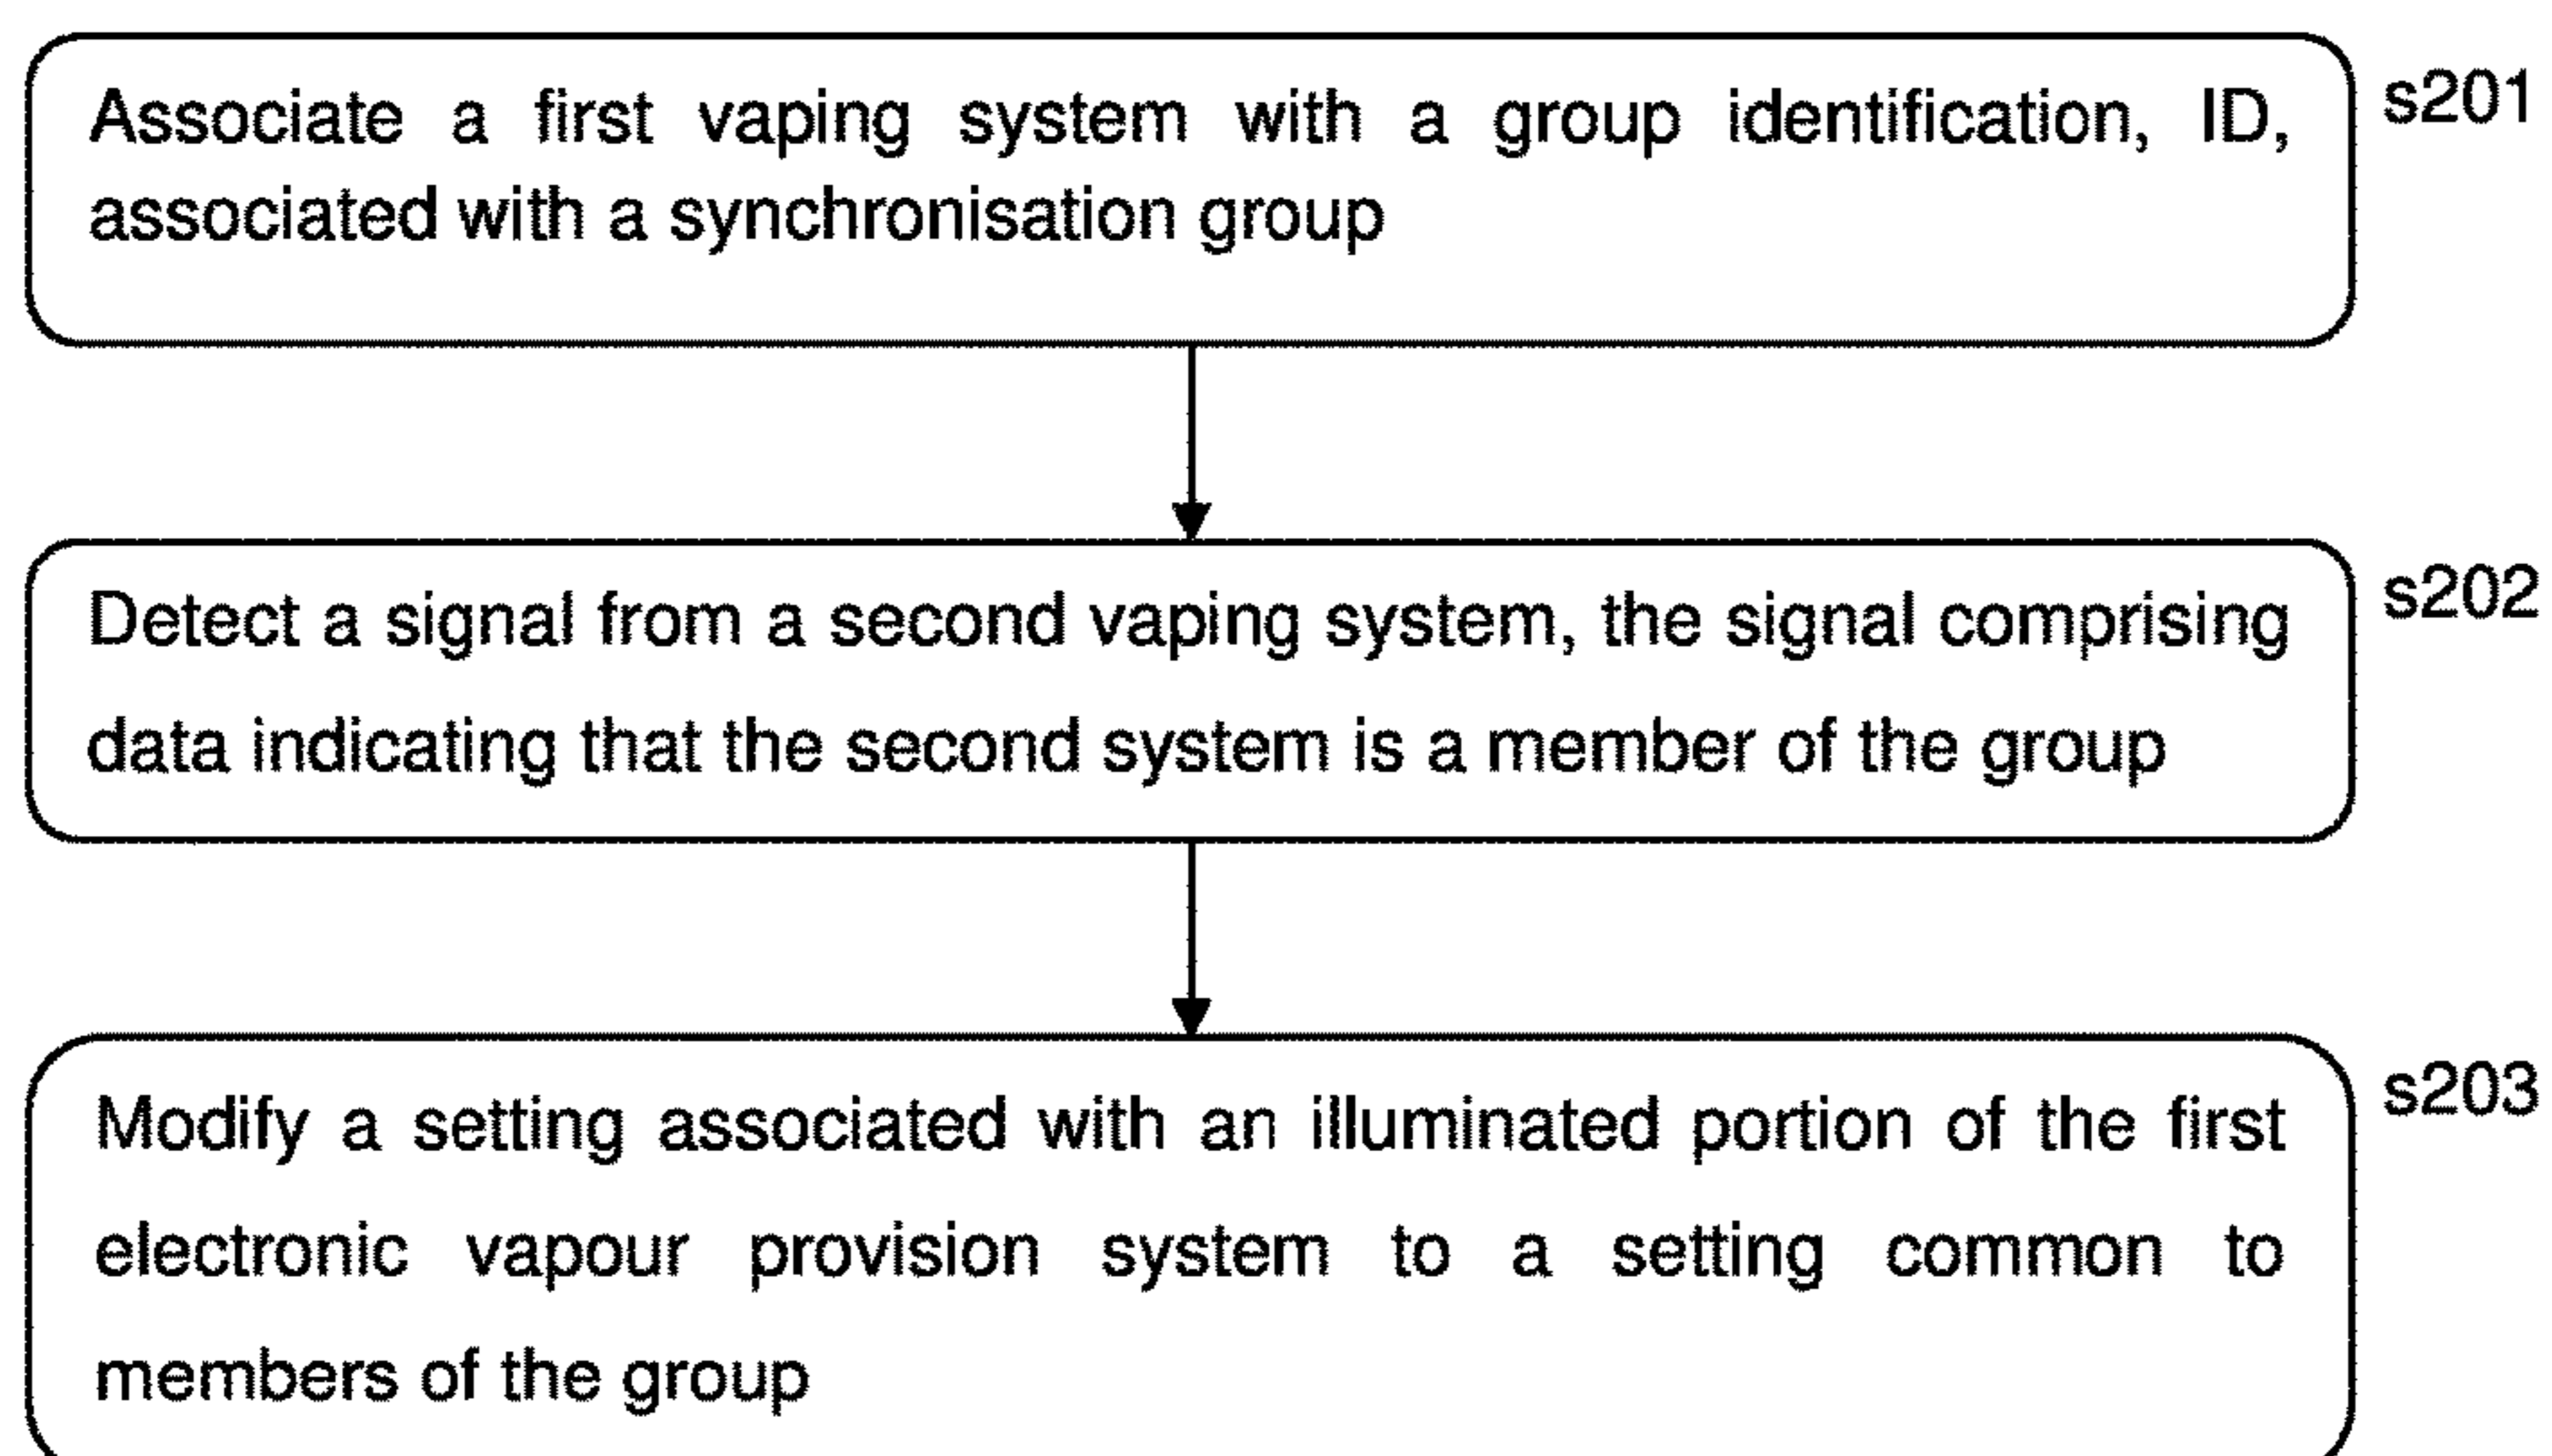 Associate a first vaping system with a group identification, ID,
associated with a synchronisation group
s201
Detect a signal from a second vaping system, the signal comprising
data indicating that the second system is a member of the group
s202
Modify a setting associated with an illuminated portion of the first
electronic vapour provision system to a setting common to
members of the group
s203